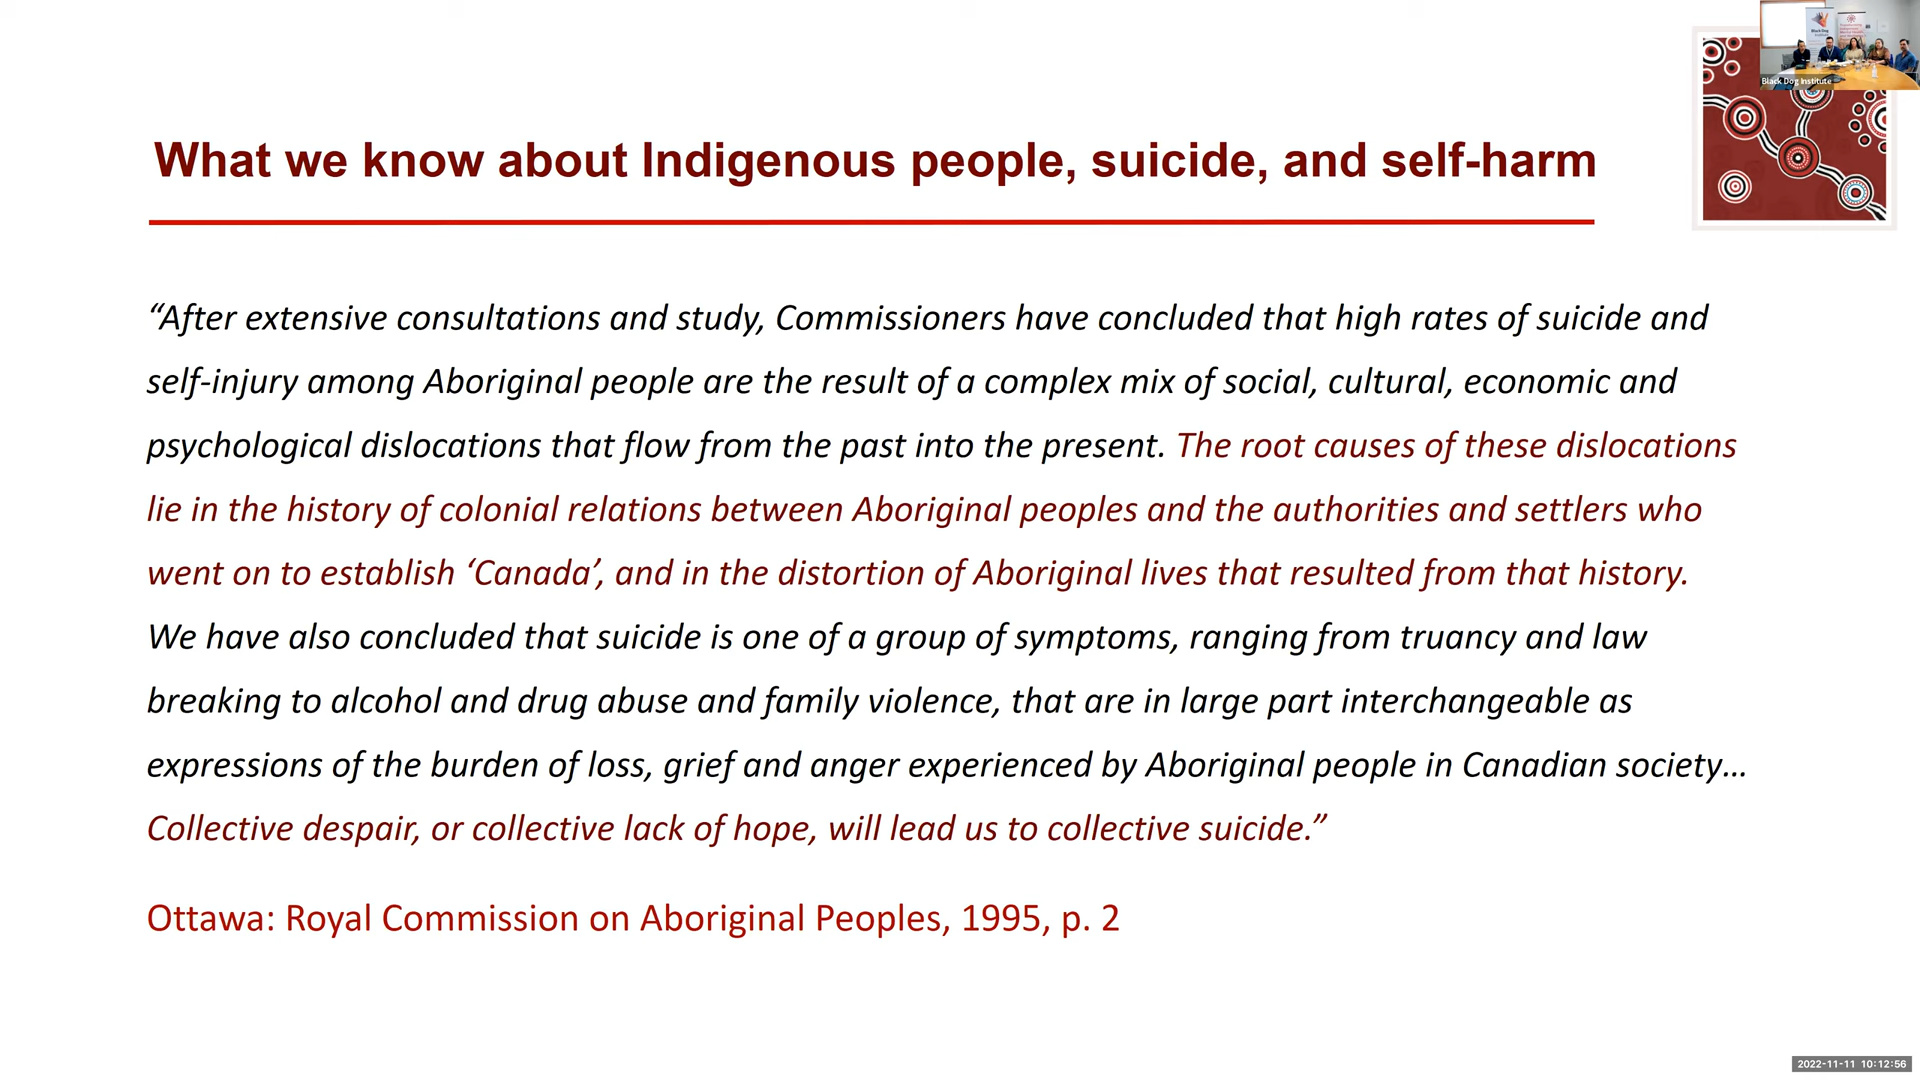 Black Dog Institute
What we know about Indigenous people, suicide, and self-harm
“After extensive consultations and study, Commissioners have concluded that high rates of suicide and
self-injury among Aboriginal people are the result of a complex mix of social, cultural, economic and
psychological dislocations that flow from the past into the present. The root causes of these dislocations
lie in the history of colonial relations between Aboriginal peoples and the authorities and settlers who
went on to establish ‘Canada’, and in the distortion of Aboriginal lives that resulted from that history.
We have also concluded that suicide is one of a group of symptoms, ranging from truancy and law
breaking to alcohol and drug abuse and family violence, that are in large part interchangeable as
expressions of the burden of loss, grief and anger experienced by Aboriginal people in Canadian society…
Collective despair, or collective lack of hope, will lead us to collective suicide.”
Ottawa: Royal Commission on Aboriginal Peoples, 1995, p. 2
2022-11-11 10:12:56